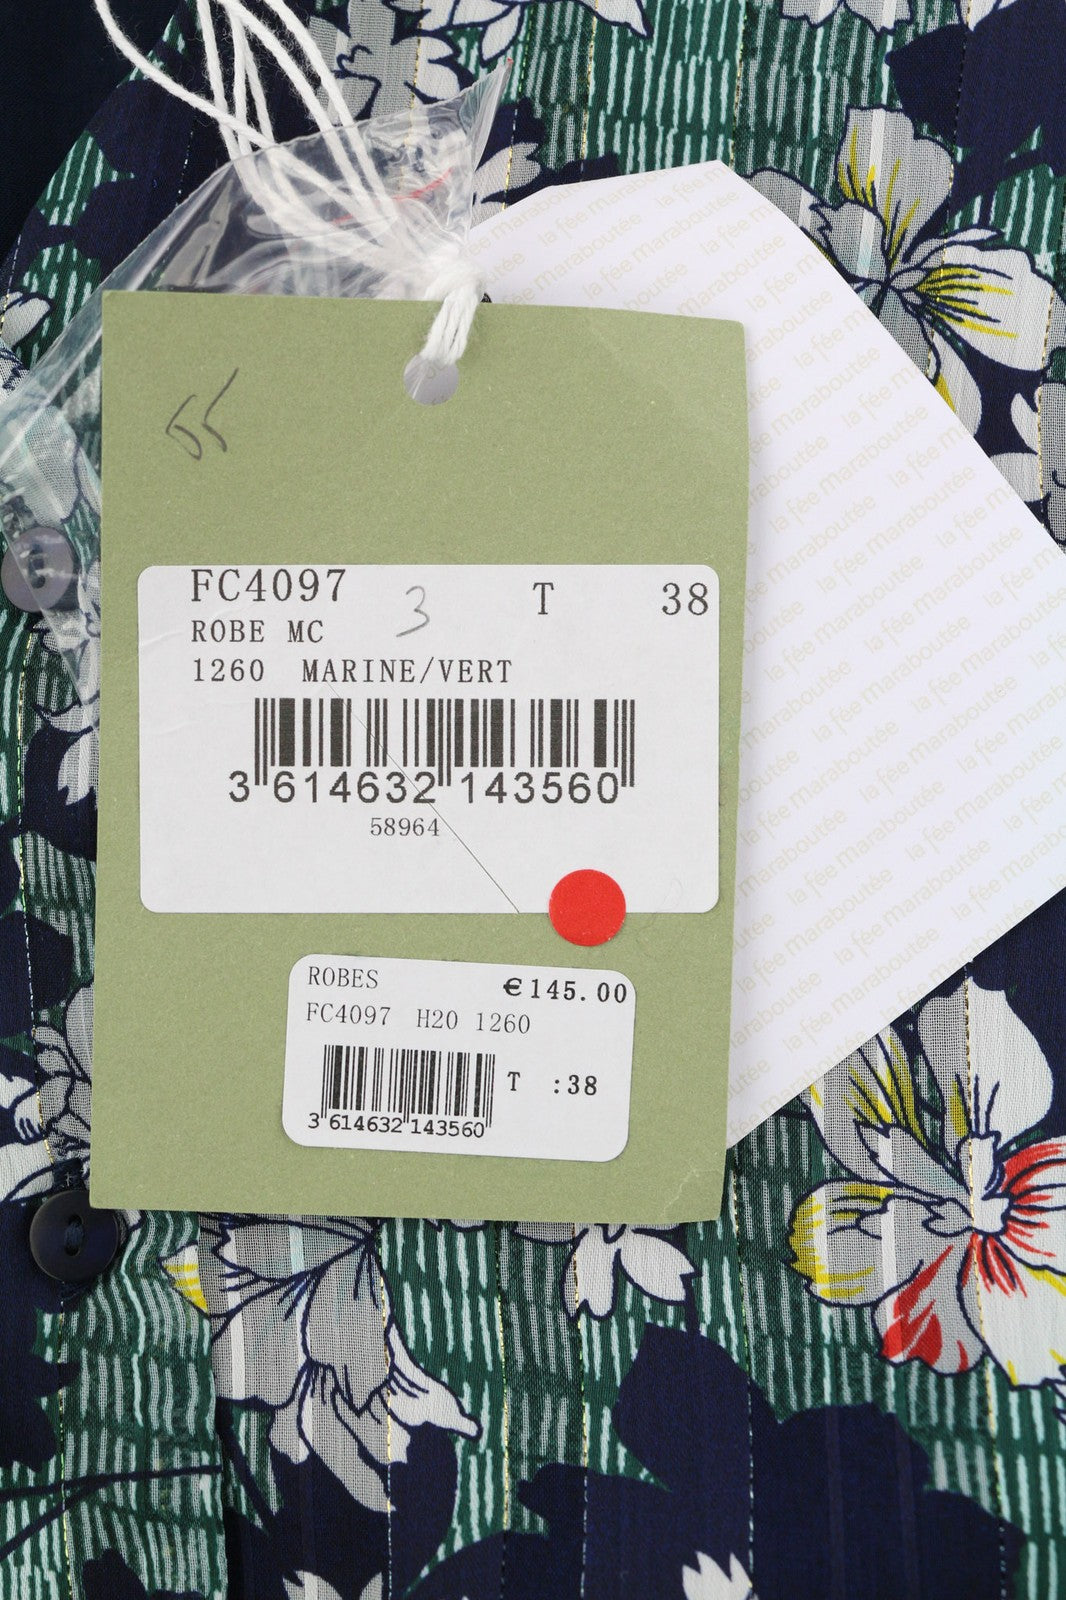 la fée maraboutée
55
FC4097 3 T 38
ROBE MC
1260 MARINE/VERT
3 614632 143560
58964
ROBES €145.00
FC4097 H20 1260
T :38
3 614632 143560